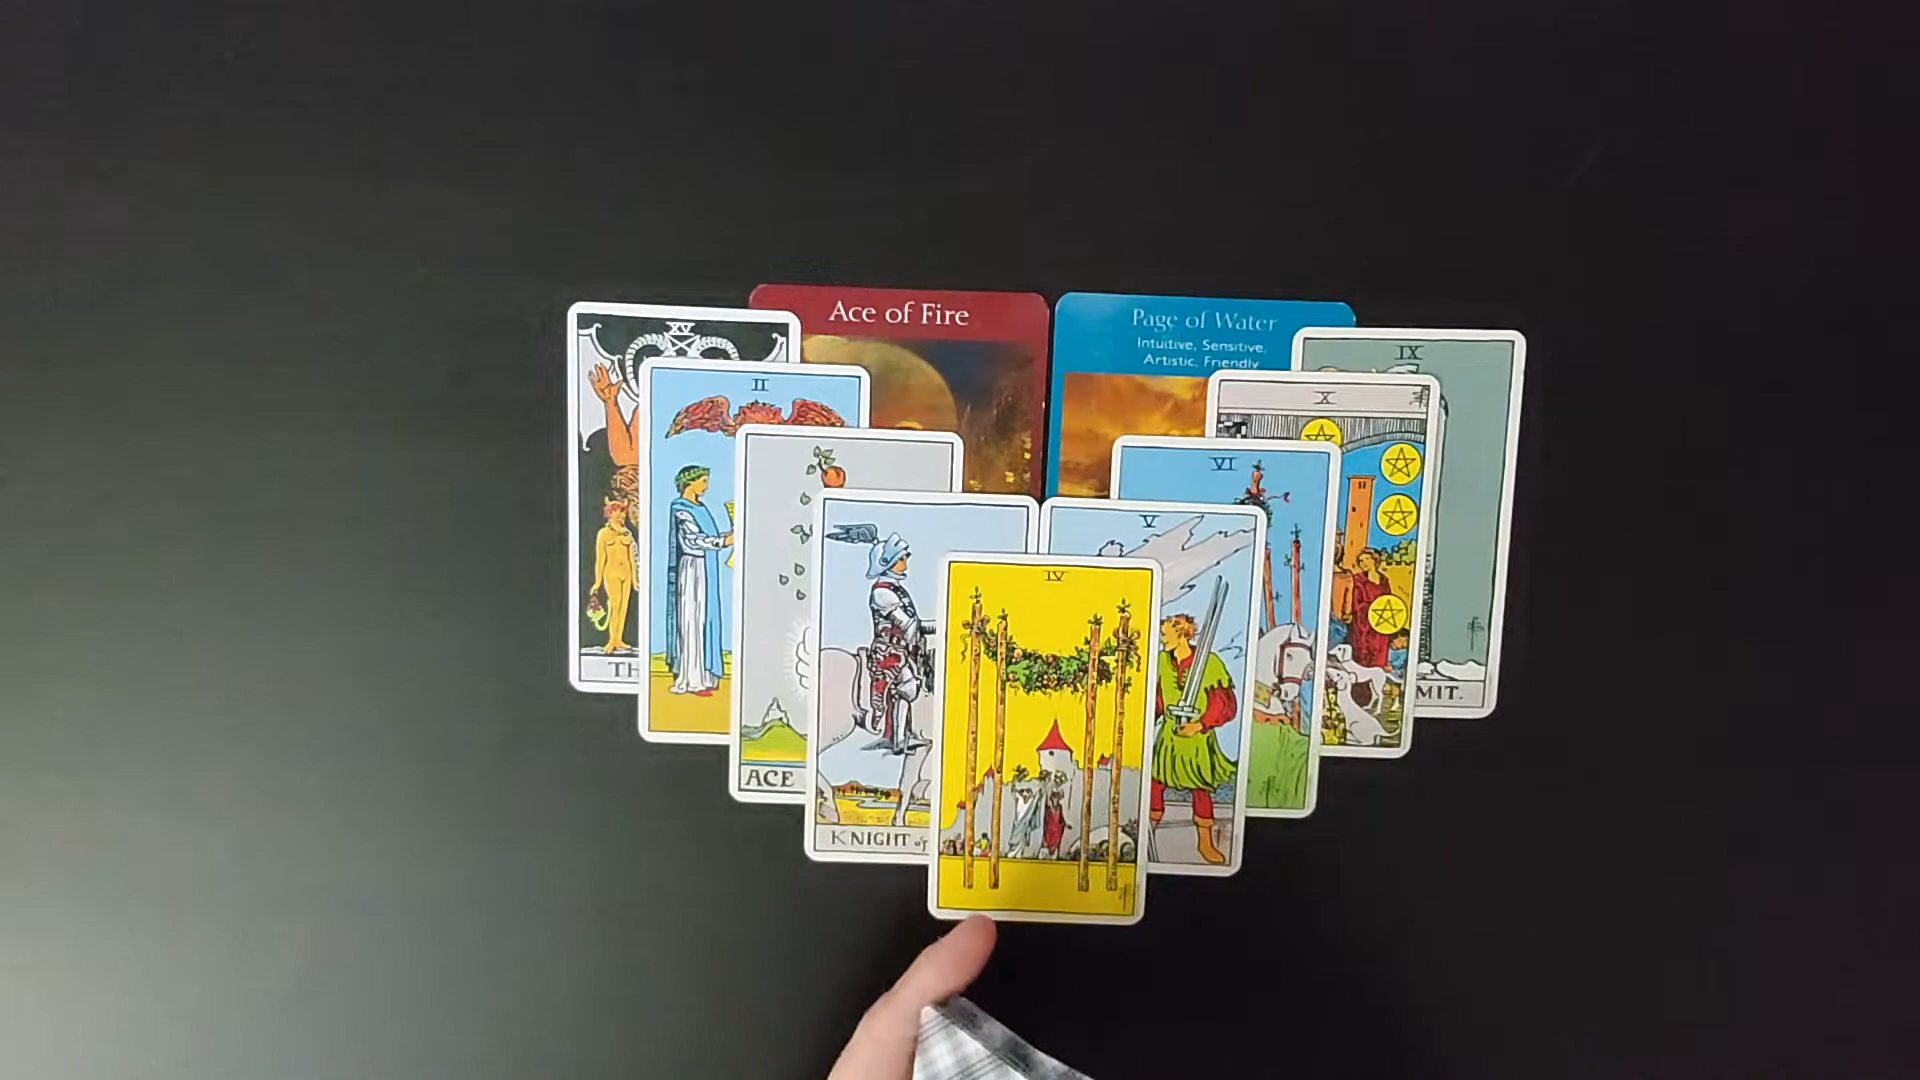 Ace of Fire
Page of Water
Intuitive, Sensitive,
Artistic, Friendly
XV
IX
II
X
VI
V
IV
TH
MIT.
ACE
KNIGHT of